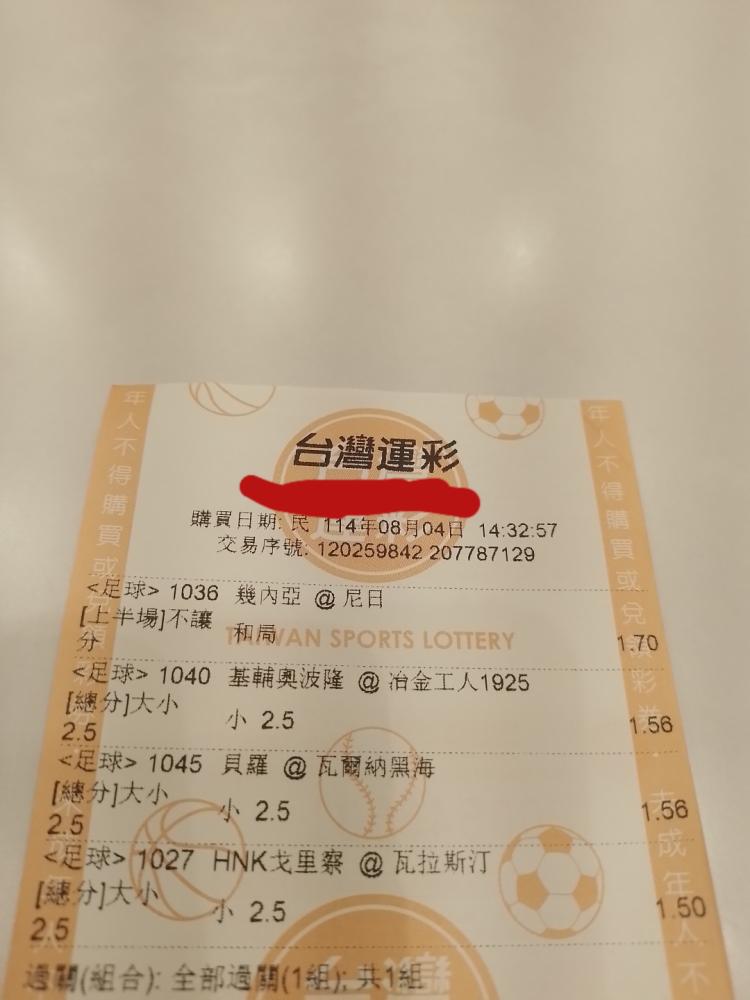 台灣運彩
購買日期: 民 114年08月04日 14:32:57
交易序號: 120259842 207787129
<足球> 1036 幾內亞 @ 尼日
[上半場]不讓分 和局 1.70
TAIWAN SPORTS LOTTERY
<足球> 1040 基輔奧波隆 @ 冶金工人1925
[總分]大小 2.5 小 2.5 1.56
<足球> 1045 貝羅 @ 瓦爾納黑海
[總分]大小 2.5 小 2.5 1.56
<足球> 1027 HNK戈里察 @ 瓦拉斯汀
[總分]大小 2.5 小 2.5 1.50
過關(組合): 全部過關(1組); 共1組
年人不得購買或
年人不得購買或兌
彩券・未成年人不